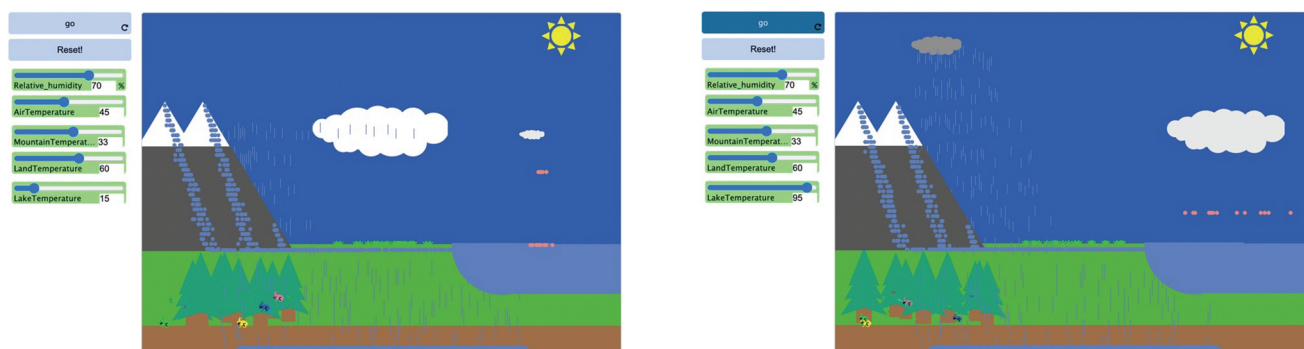 go
Reset!
Relative_humidity 70 %
AirTemperature 45
MountainTemperat... 33
LandTemperature 60
LakeTemperature 15
go
Reset!
Relative_humidity 70 %
AirTemperature 45
MountainTemperat... 33
LandTemperature 60
LakeTemperature 95